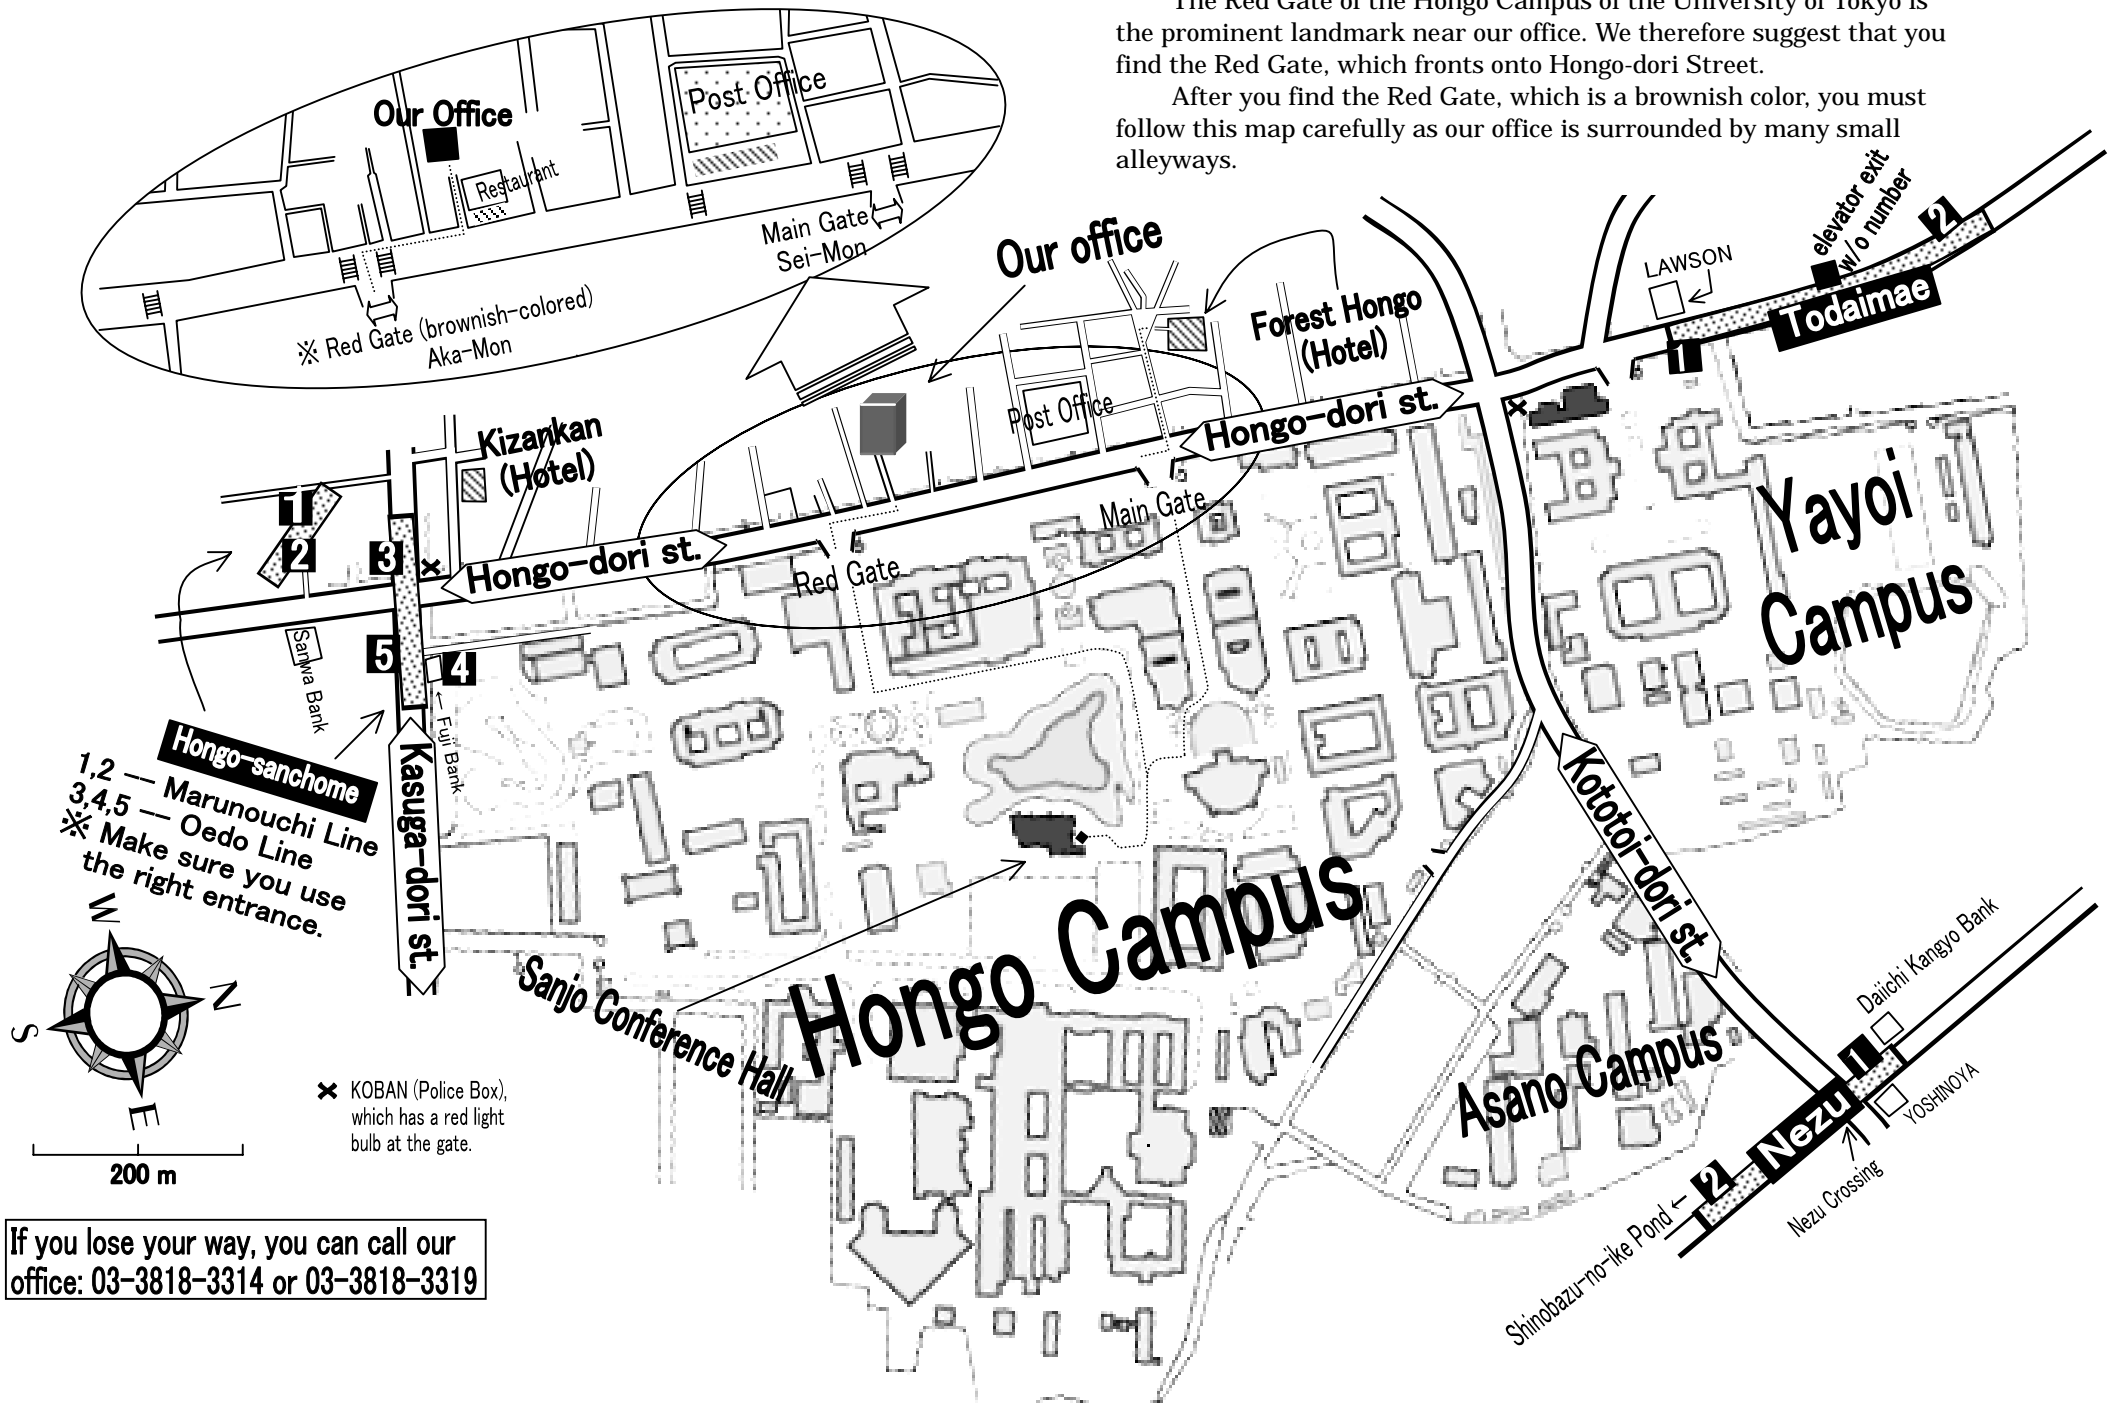 The Red Gate of the Hongo Campus of the University of Tokyo is
the prominent landmark near our office. We therefore suggest that you
find the Red Gate, which fronts onto Hongo-dori Street.
After you find the Red Gate, which is a brownish color, you must
follow this map carefully as our office is surrounded by many small
alleyways.
Our Office
Post Office
Restaurant
Main Gate
Sei-Mon
※ Red Gate (brownish-colored)
Aka-Mon
Our office
Forest Hongo
(Hotel)
LAWSON
elevator exit
w/o number
2
Todaimae
1
Post Office
Hongo-dori st.
Kizankan
(Hotel)
1
2
3
Hongo-dori st.
Red Gate
Main Gate
Yayoi
Campus
Sanwa Bank
5
4
← Fuji Bank
Hongo-sanchome
1,2 -- Marunouchi Line
3,4,5 -- Oedo Line
※ Make sure you use
the right entrance.
Kasuga-dori st.
Kototoi-dori st.
Hongo Campus
Sanjo Conference Hall
Asano Campus
Daiichi Kangyo Bank
1
YOSHINOYA
Nezu
2
Nezu Crossing
Shinobazu-no-ike Pond ←
W
N
S
E
200 m
× KOBAN (Police Box),
which has a red light
bulb at the gate.
If you lose your way, you can call our
office: 03-3818-3314 or 03-3818-3319